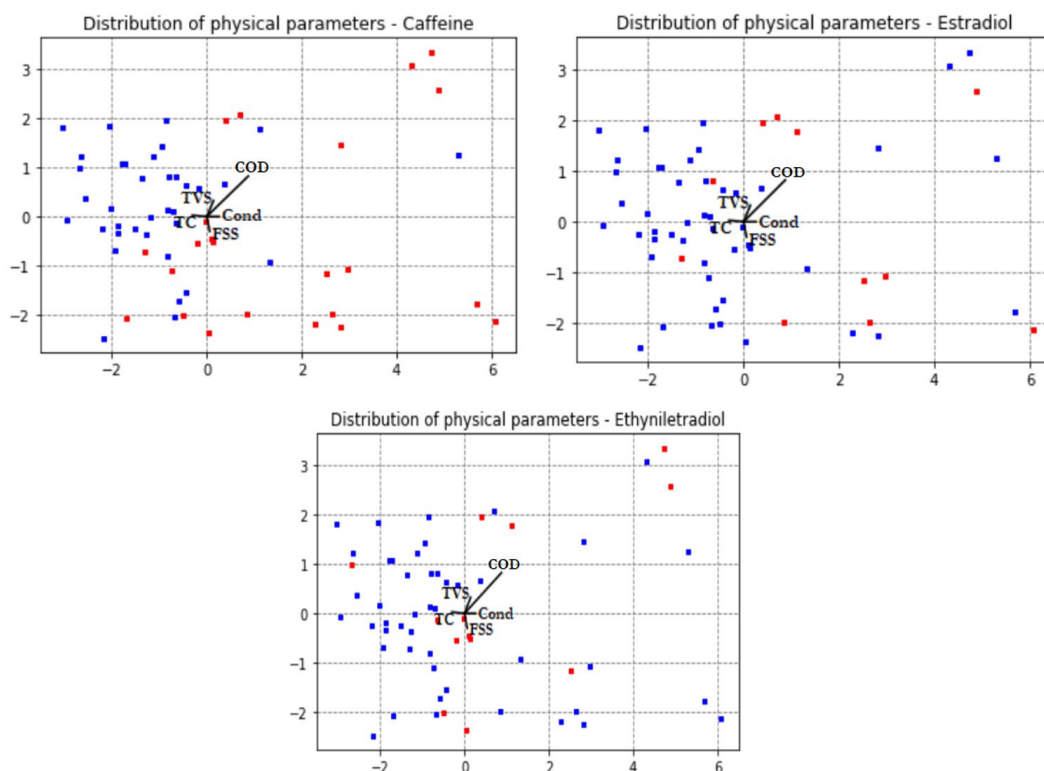 Distribution of physical parameters - Caffeine
3
2
1
0
−1
−2
−2
0
2
4
6
COD
TVS
Cond
TC
FSS
Distribution of physical parameters - Estradiol
3
2
1
0
−1
−2
−2
0
2
4
6
COD
TVS
Cond
TC
FSS
Distribution of physical parameters - Ethyniletradiol
3
2
1
0
−1
−2
−2
0
2
4
6
COD
TVS
Cond
TC
FSS